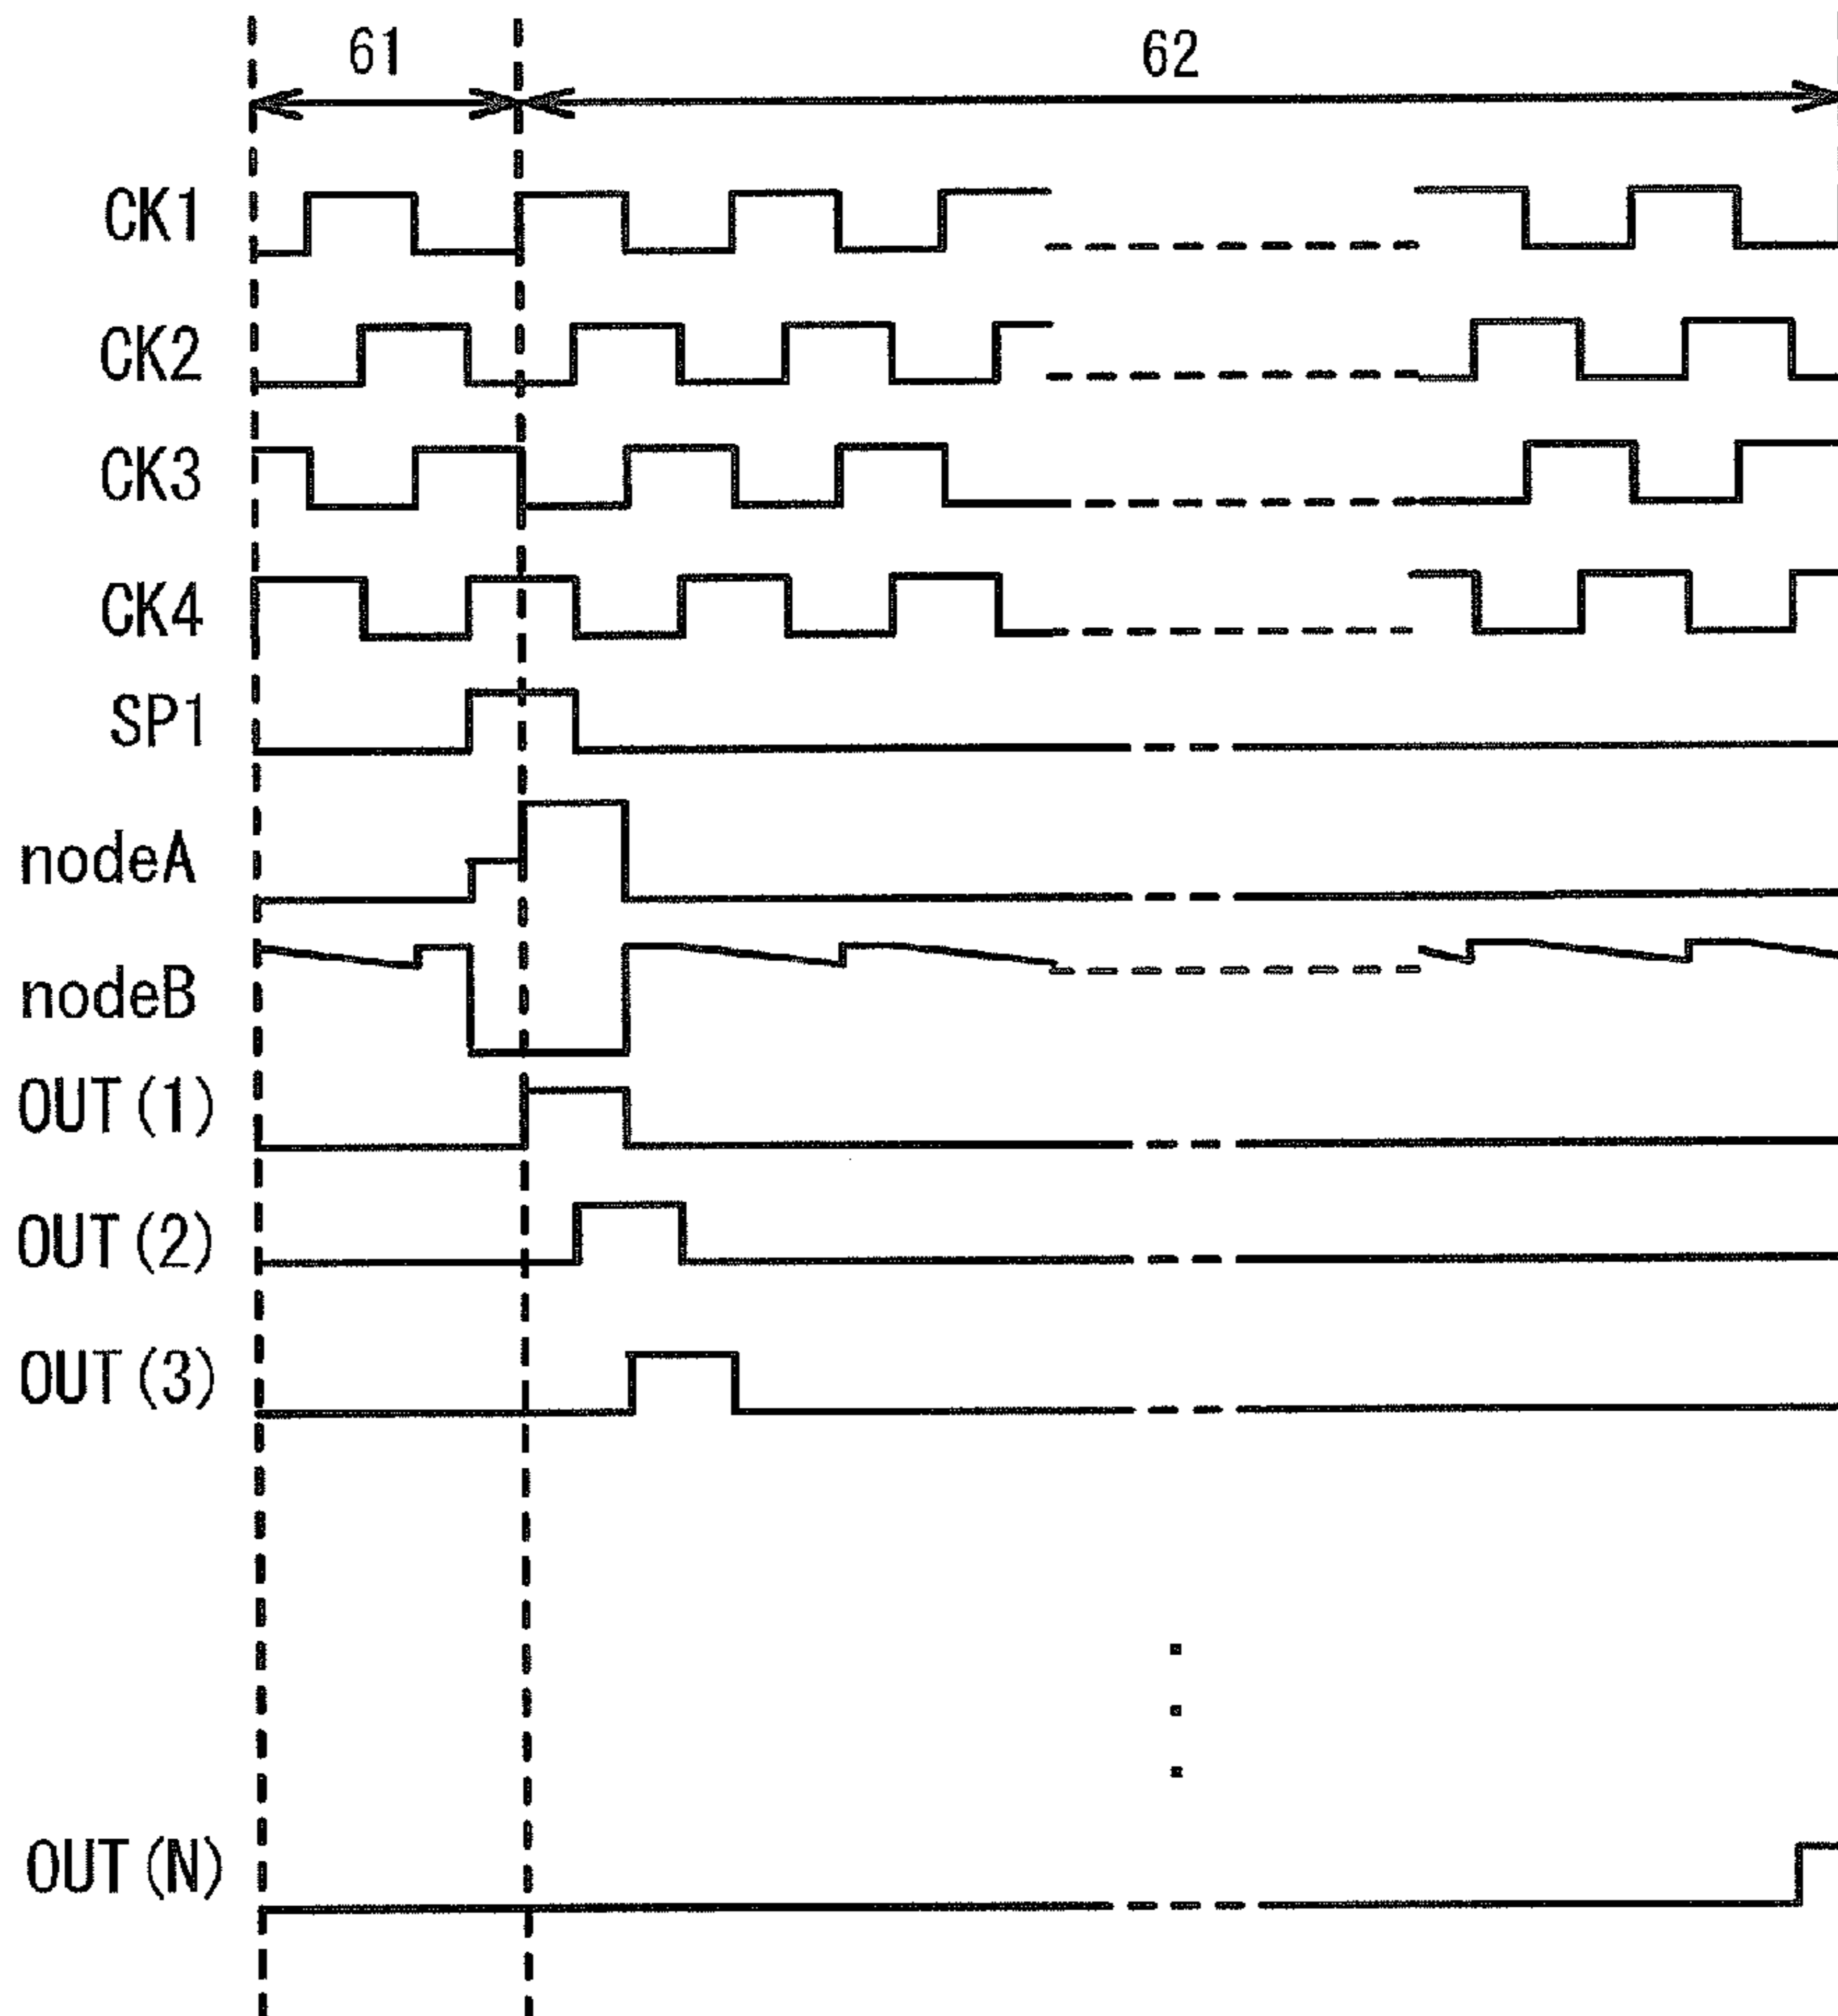 61 62
CK1
CK2
CK3
CK4
SP1
nodeA
nodeB
OUT(1)
OUT(2)
OUT(3)
OUT(N)